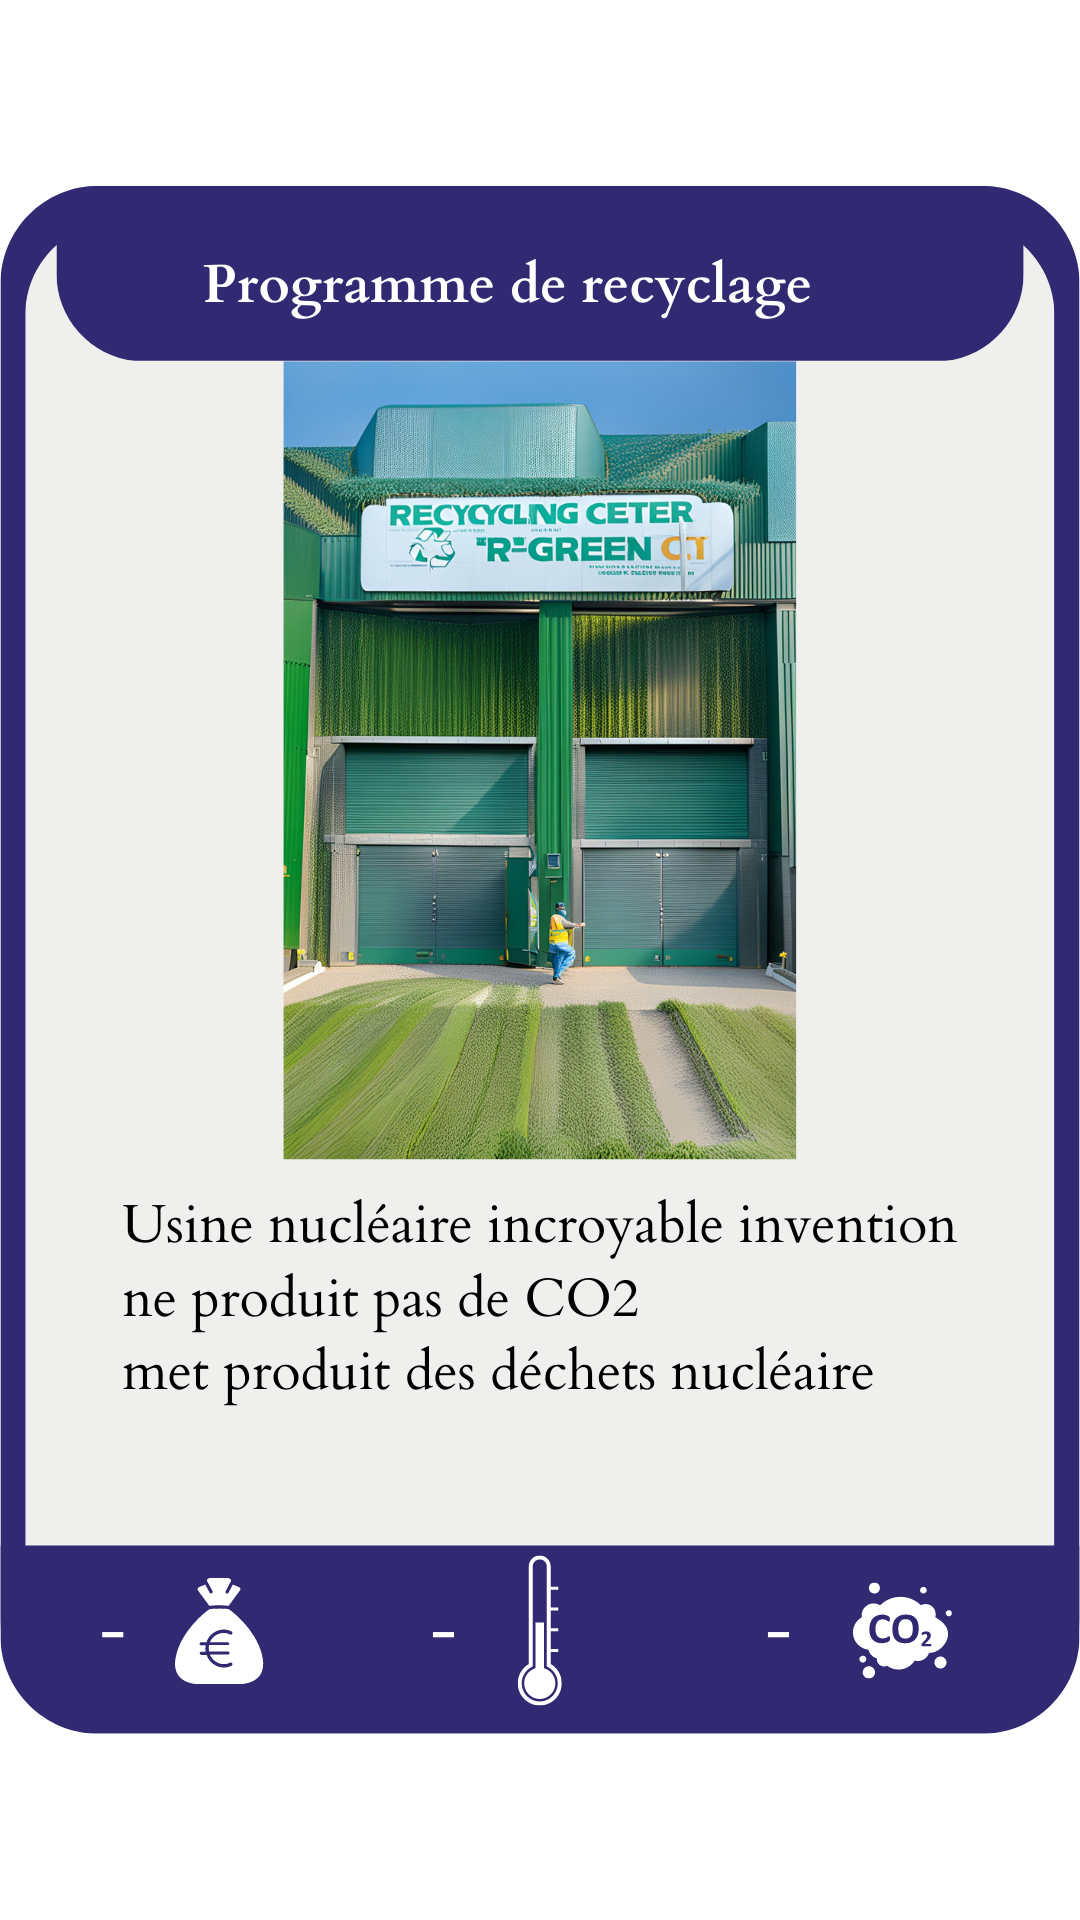 Programme de recyclage
RECYCYCLING CETER
R-GREEN C.T
Usine nucléaire incroyable invention
ne produit pas de CO2
met produit des déchets nucléaire
- € - - CO₂